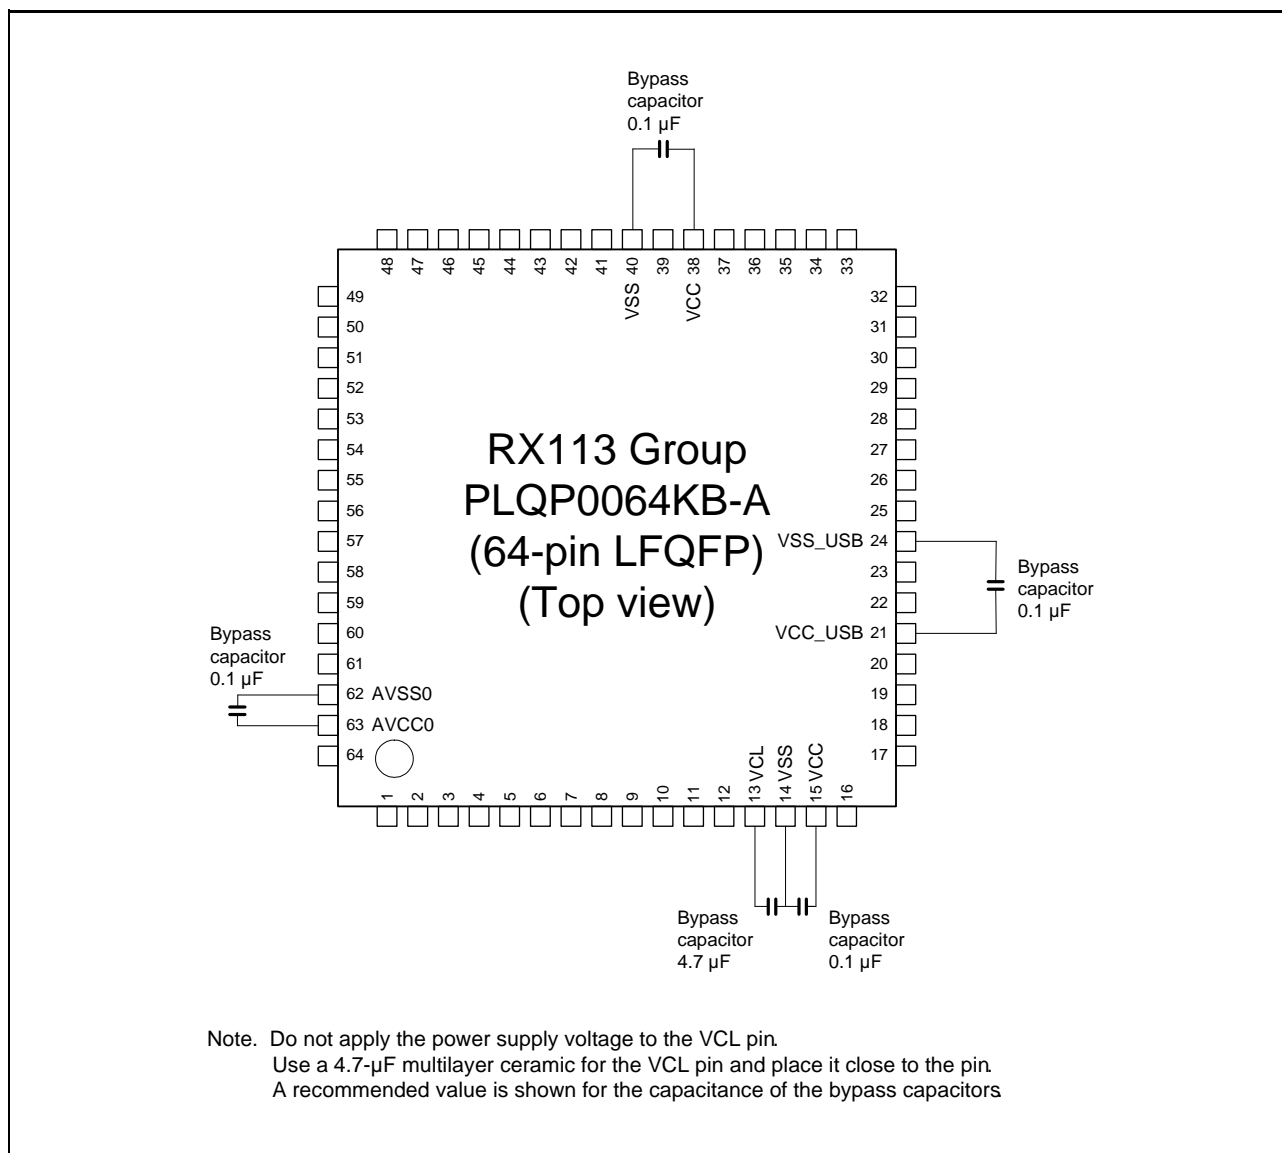 Bypass
capacitor
0.1 µF
48
47
46
45
44
43
42
41
VSS 40
39
VCC 38
37
36
35
34
33
49
50
51
52
53
54
55
56
57
58
59
60
61
62 AVSS0
63 AVCC0
64
32
31
30
29
28
27
26
25
VSS_USB 24
23
22
VCC_USB 21
20
19
18
17
RX113 Group
PLQP0064KB-A
(64-pin LFQFP)
(Top view)
Bypass
capacitor
0.1 µF
Bypass
capacitor
0.1 µF
1
2
3
4
5
6
7
8
9
10
11
12
13 VCL
14 VSS
15 VCC
16
Bypass
capacitor
4.7 µF
Bypass
capacitor
0.1 µF
Note. Do not apply the power supply voltage to the VCL pin.
Use a 4.7-µF multilayer ceramic for the VCL pin and place it close to the pin.
A recommended value is shown for the capacitance of the bypass capacitors.